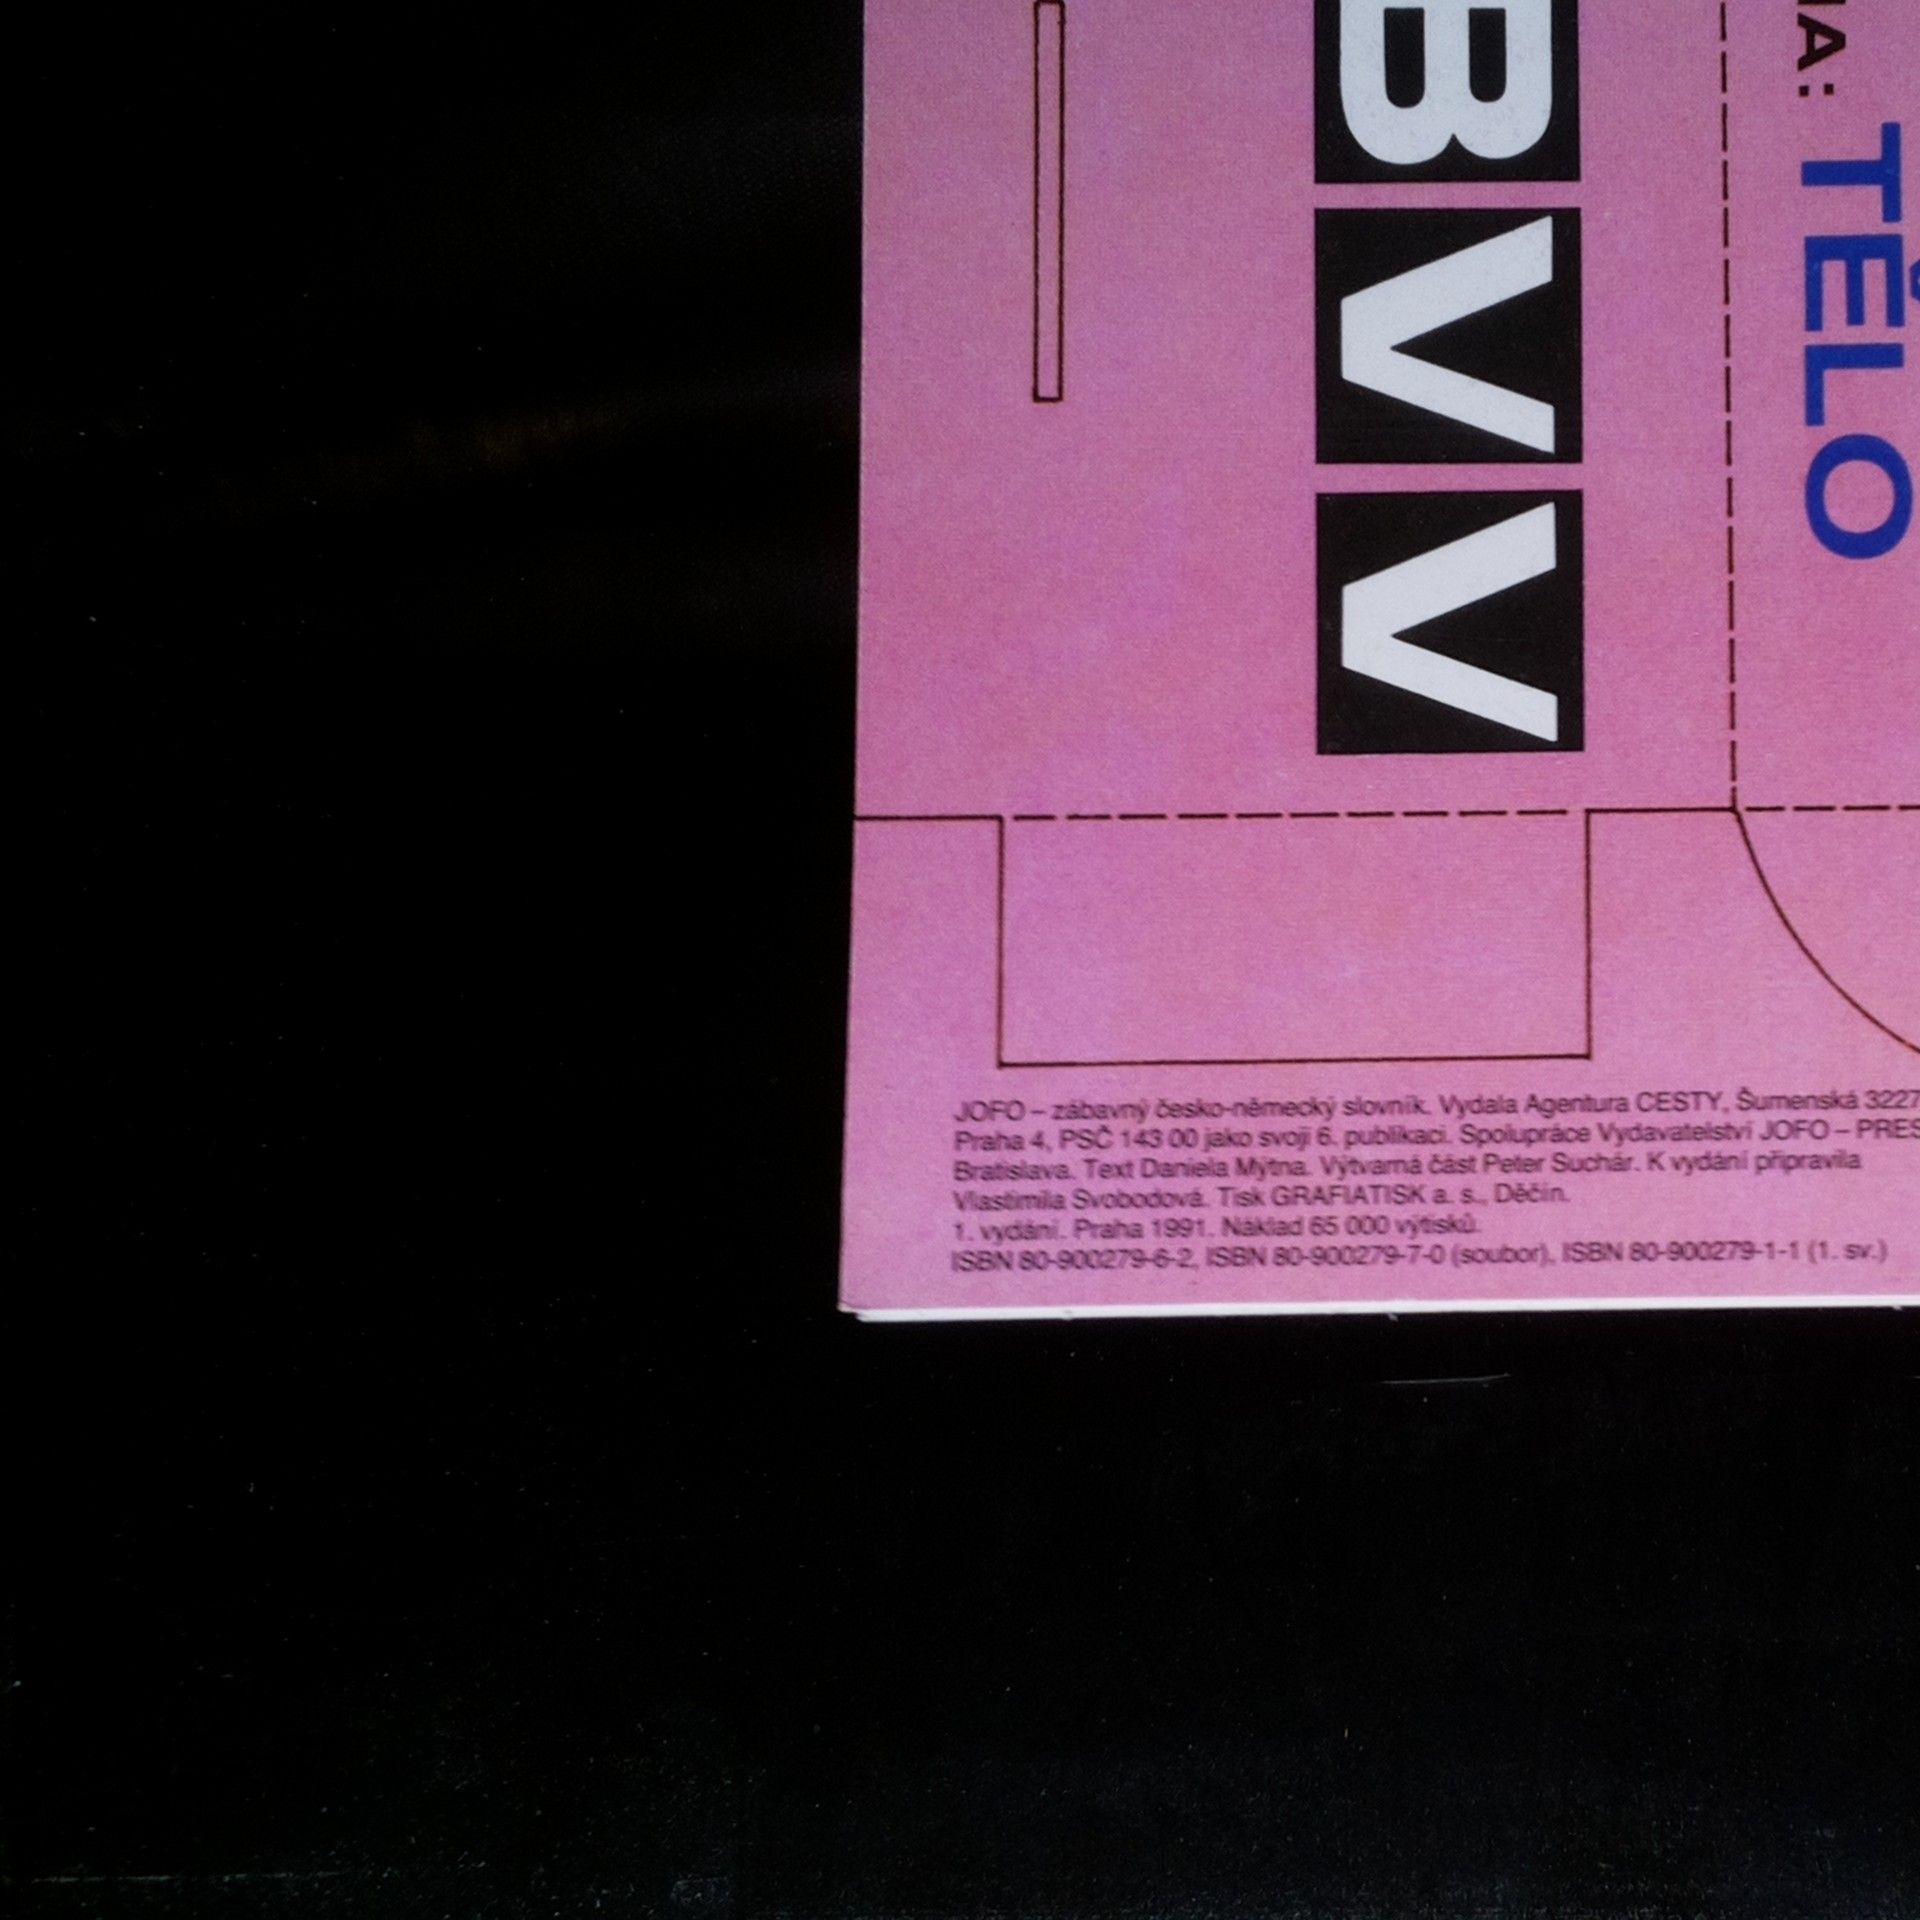 B
V
V
A:
TĚLO
JOFO – zábavný česko-německý slovník. Vydala Agentura CESTY, Šumenská 3227
Praha 4, PSČ 143 00 jako svoji 6. publikaci. Spolupráce Vydavatelství JOFO – PRES
Bratislava. Text Daniela Mýtna. Výtvarná část Peter Suchár. K vydání připravila
Vlastimila Svobodová. Tisk GRAFIATISK a. s., Děčín.
1. vydání. Praha 1991. Náklad 65 000 výtisků.
ISBN 80-900279-6-2, ISBN 80-900279-7-0 (soubor), ISBN 80-900279-1-1 (1. sv.)